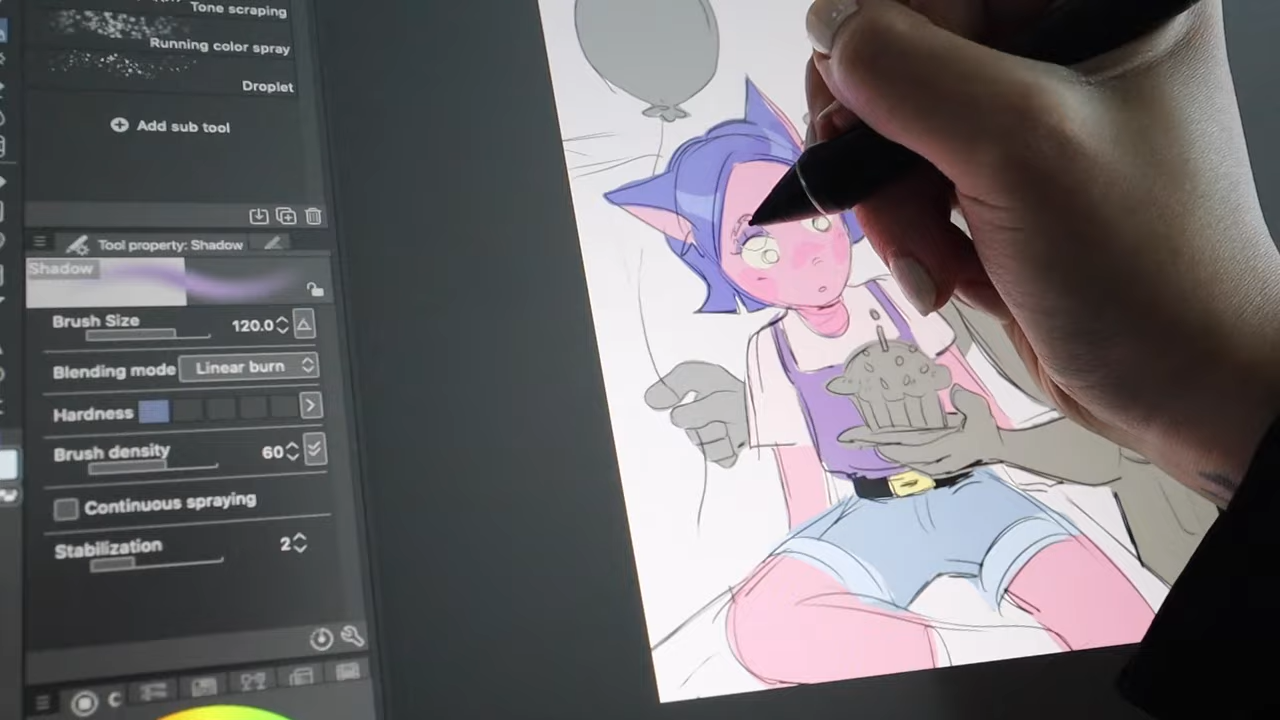 Tone scraping
Running color spray
Droplet
Add sub tool
Tool property: Shadow
Shadow
Brush Size 120.0
Blending mode Linear burn
Hardness
Brush density 60
Continuous spraying
Stabilization 2